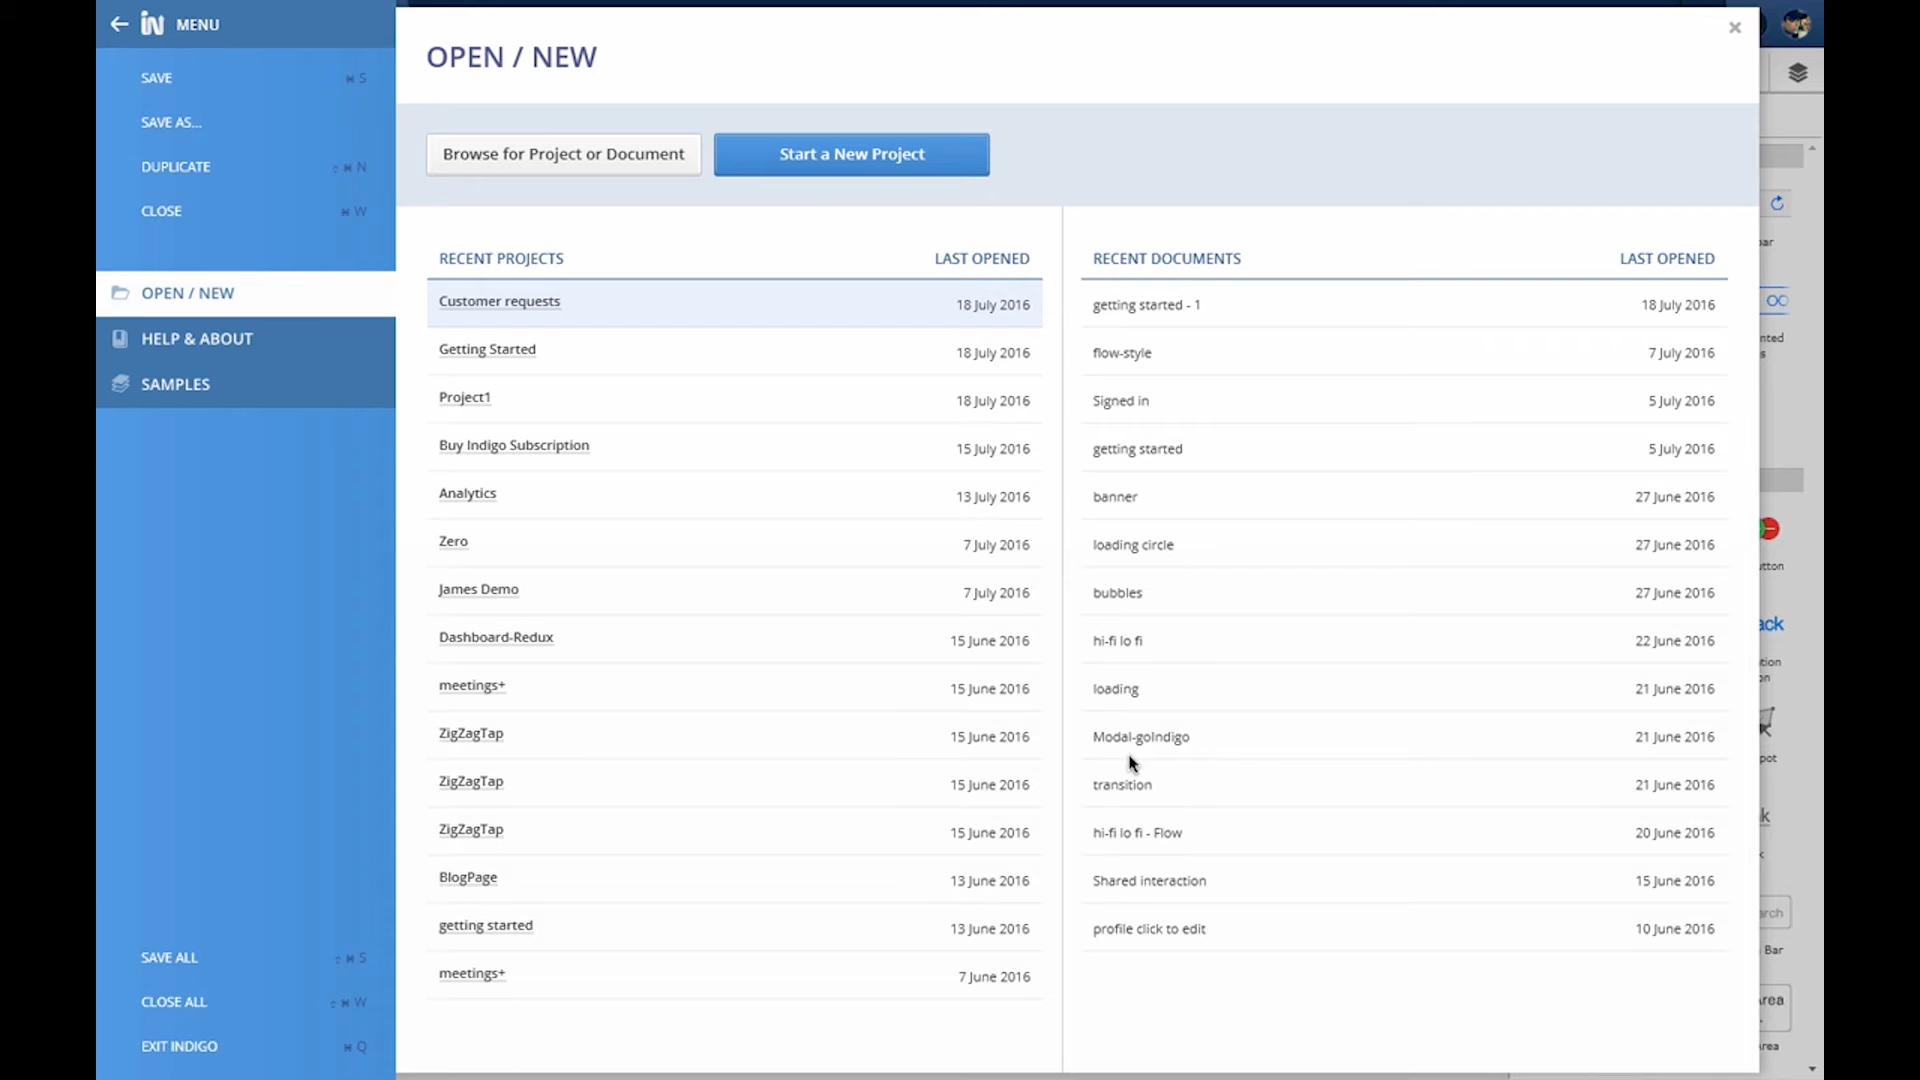 MENU
SAVE ⌘ S
SAVE AS...
DUPLICATE ⇧ ⌘ N
CLOSE ⌘ W
OPEN / NEW
HELP & ABOUT
SAMPLES
SAVE ALL ⇧ ⌘ S
CLOSE ALL ⇧ ⌘ W
EXIT INDIGO ⌘ Q
OPEN / NEW
Browse for Project or Document
Start a New Project
RECENT PROJECTS LAST OPENED
Customer requests 18 July 2016
Getting Started 18 July 2016
Project1 18 July 2016
Buy Indigo Subscription 15 July 2016
Analytics 13 July 2016
Zero 7 July 2016
James Demo 7 July 2016
Dashboard-Redux 15 June 2016
meetings+ 15 June 2016
ZigZagTap 15 June 2016
ZigZagTap 15 June 2016
ZigZagTap 15 June 2016
BlogPage 13 June 2016
getting started 13 June 2016
meetings+ 7 June 2016
RECENT DOCUMENTS LAST OPENED
getting started - 1 18 July 2016
flow-style 7 July 2016
Signed in 5 July 2016
getting started 5 July 2016
banner 27 June 2016
loading circle 27 June 2016
bubbles 27 June 2016
hi-fi lo fi 22 June 2016
loading 21 June 2016
Modal-goIndigo 21 June 2016
transition 21 June 2016
hi-fi lo fi - Flow 20 June 2016
Shared interaction 15 June 2016
profile click to edit 10 June 2016
Bar